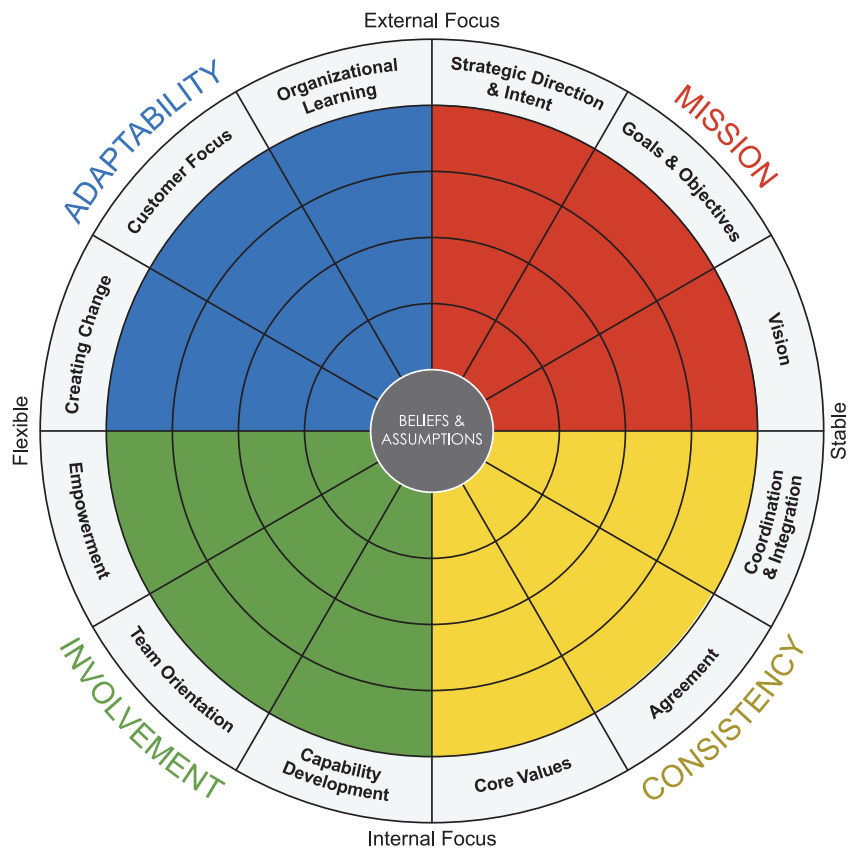 External Focus
ADAPTABILITY
Organizational
Learning
Strategic Direction
& Intent
MISSION
Customer Focus
Goals & Objectives
Creating Change
Vision
Flexible
BELIEFS &
ASSUMPTIONS
Stable
Empowerment
Coordination
& Integration
Team Orientation
Agreement
INVOLVEMENT
Capability
Development
Core Values
CONSISTENCY
Internal Focus